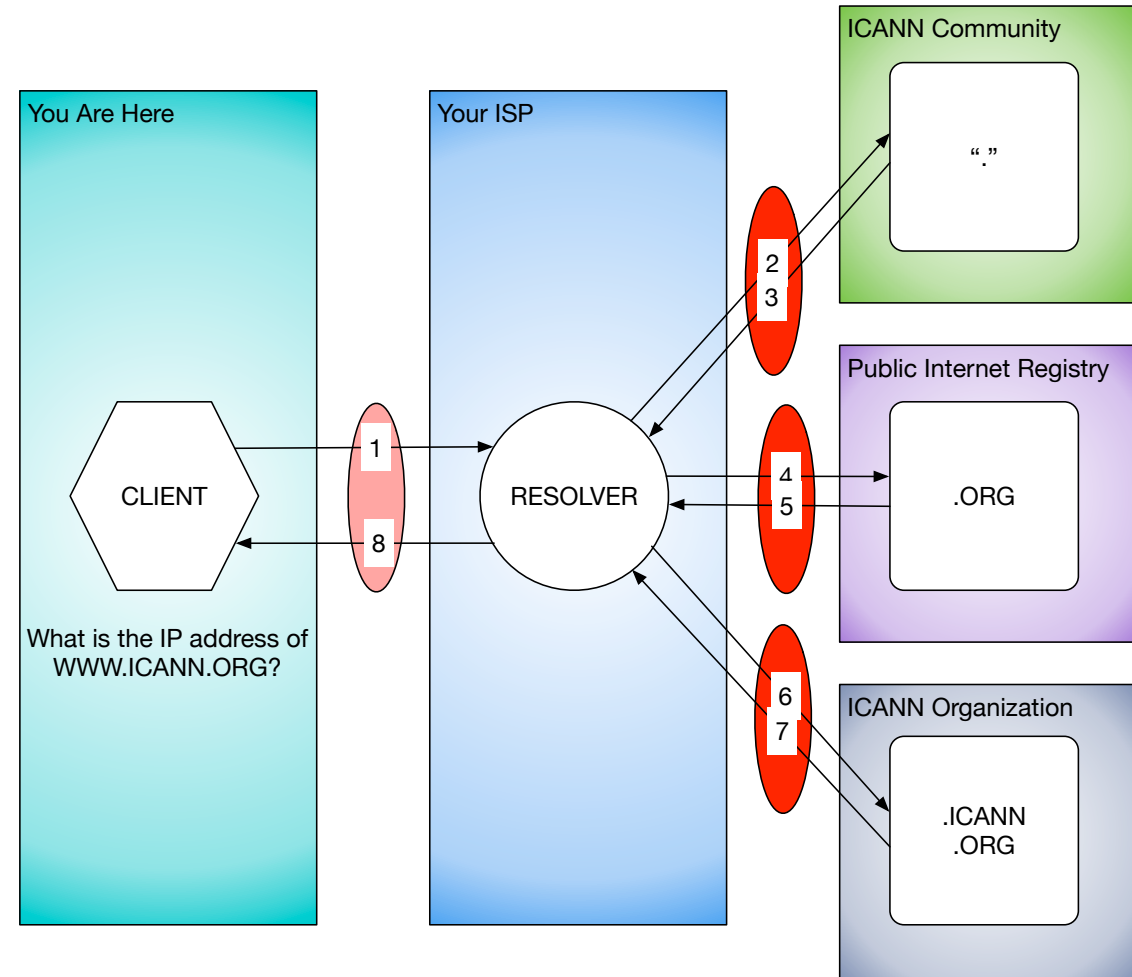 You Are Here
CLIENT
What is the IP address of
WWW.ICANN.ORG?
1
8
Your ISP
RESOLVER
2
3
4
5
6
7
ICANN Community
“.”
Public Internet Registry
.ORG
ICANN Organization
.ICANN
.ORG